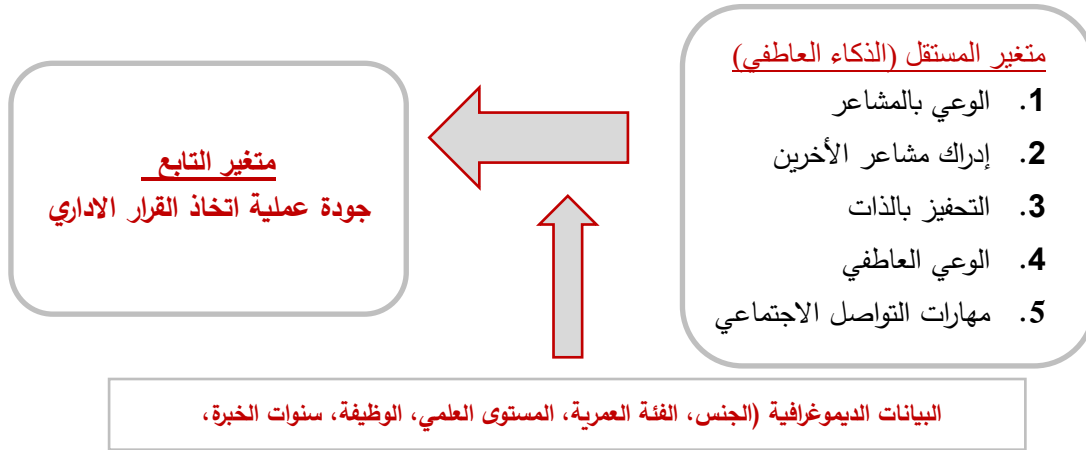 متغير المستقل (الذكاء العاطفي)
1. الوعي بالمشاعر
2. إدراك مشاعر الأخرين
3. التحفيز بالذات
4. الوعي العاطفي
5. مهارات التواصل الاجتماعي
متغير التابع
جودة عملية اتخاذ القرار الاداري
البيانات الديموغرافية (الجنس، الفئة العمرية، المستوى العلمي، الوظيفة، سنوات الخبرة،